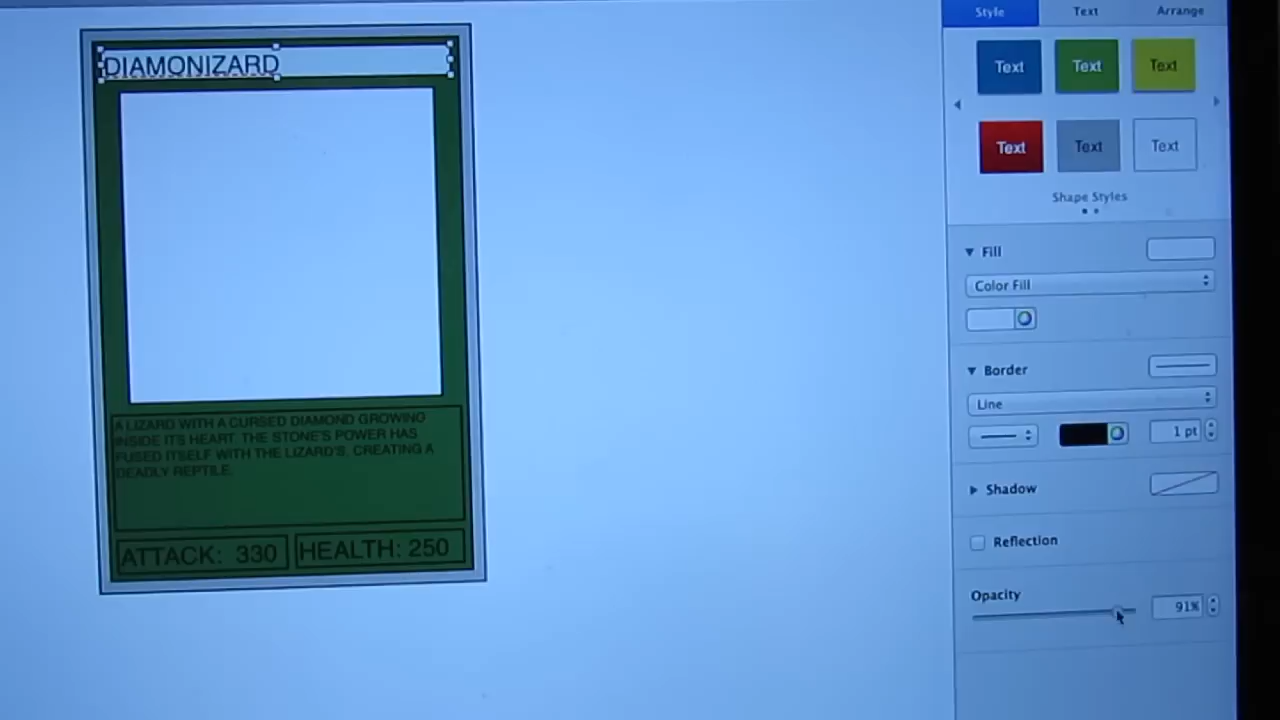 Style
Text
Arrange
DIAMONIZARD
Text
Text
Text
Text
Text
Text
Shape Styles
Fill
Color Fill
Border
Line
1 pt
A LIZARD WITH A CURSED DIAMOND GROWING
INSIDE ITS HEART. THE STONE'S POWER HAS
FUSED ITSELF WITH THE LIZARD'S, CREATING A
DEADLY REPTILE.
Shadow
Reflection
ATTACK: 330
HEALTH: 250
Opacity
91%